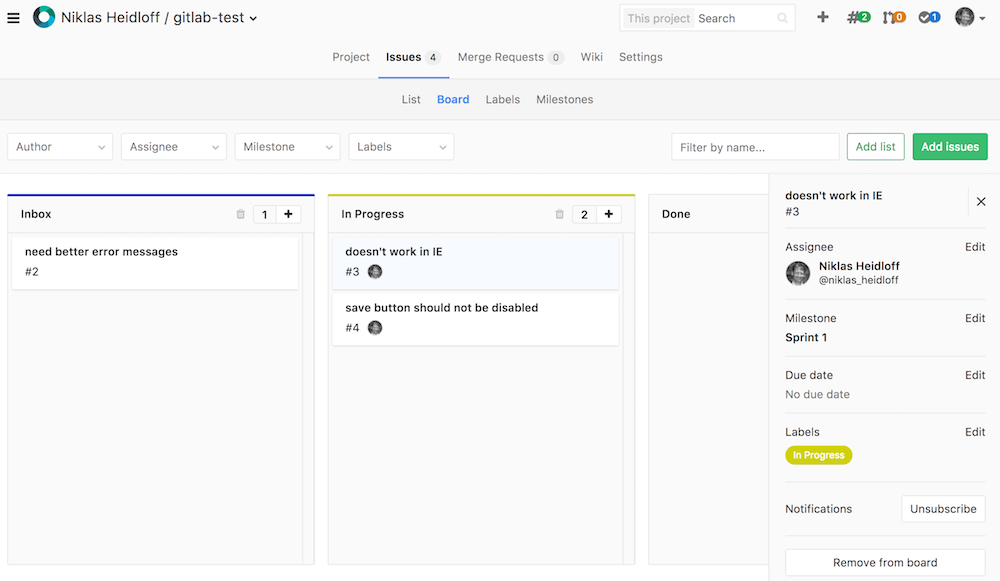 Niklas Heidloff / gitlab-test
This project Search
2 0 1
Project Issues 4 Merge Requests 0 Wiki Settings
List Board Labels Milestones
Author Assignee Milestone Labels Filter by name... Add list Add issues
Inbox 1 +
need better error messages
#2
In Progress 2 +
doesn't work in IE
#3
save button should not be disabled
#4
Done
doesn't work in IE
#3
Assignee Edit
Niklas Heidloff
@niklas_heidloff
Milestone Edit
Sprint 1
Due date Edit
No due date
Labels Edit
In Progress
Notifications Unsubscribe
Remove from board